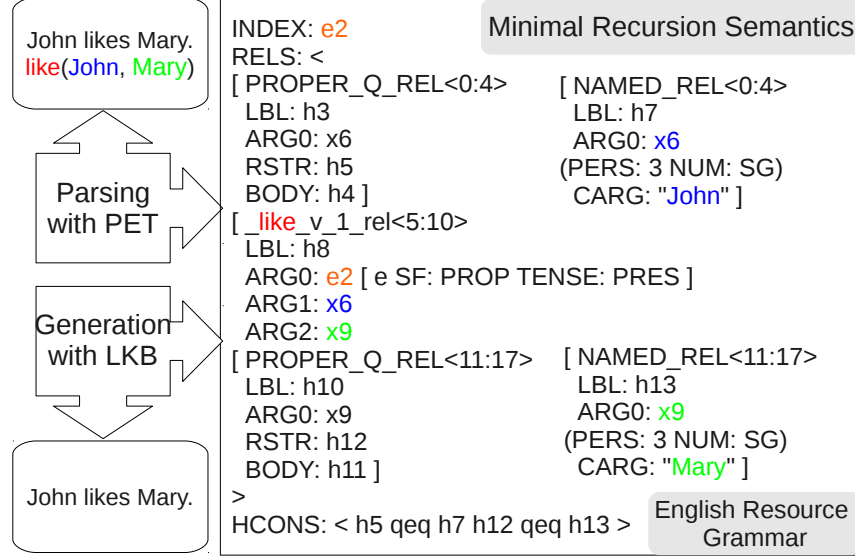 John likes Mary.
like(John, Mary)
Parsing
with PET
Generation
with LKB
John likes Mary.
Minimal Recursion Semantics
INDEX: e2
RELS: <
[ PROPER_Q_REL<0:4>
LBL: h3
ARG0: x6
RSTR: h5
BODY: h4 ]
[ NAMED_REL<0:4>
LBL: h7
ARG0: x6
(PERS: 3 NUM: SG)
CARG: "John" ]
[ _like_v_1_rel<5:10>
LBL: h8
ARG0: e2 [ e SF: PROP TENSE: PRES ]
ARG1: x6
ARG2: x9
[ PROPER_Q_REL<11:17>
LBL: h10
ARG0: x9
RSTR: h12
BODY: h11 ]
[ NAMED_REL<11:17>
LBL: h13
ARG0: x9
(PERS: 3 NUM: SG)
CARG: "Mary" ]
>
HCONS: < h5 qeq h7 h12 qeq h13 >
English Resource
Grammar